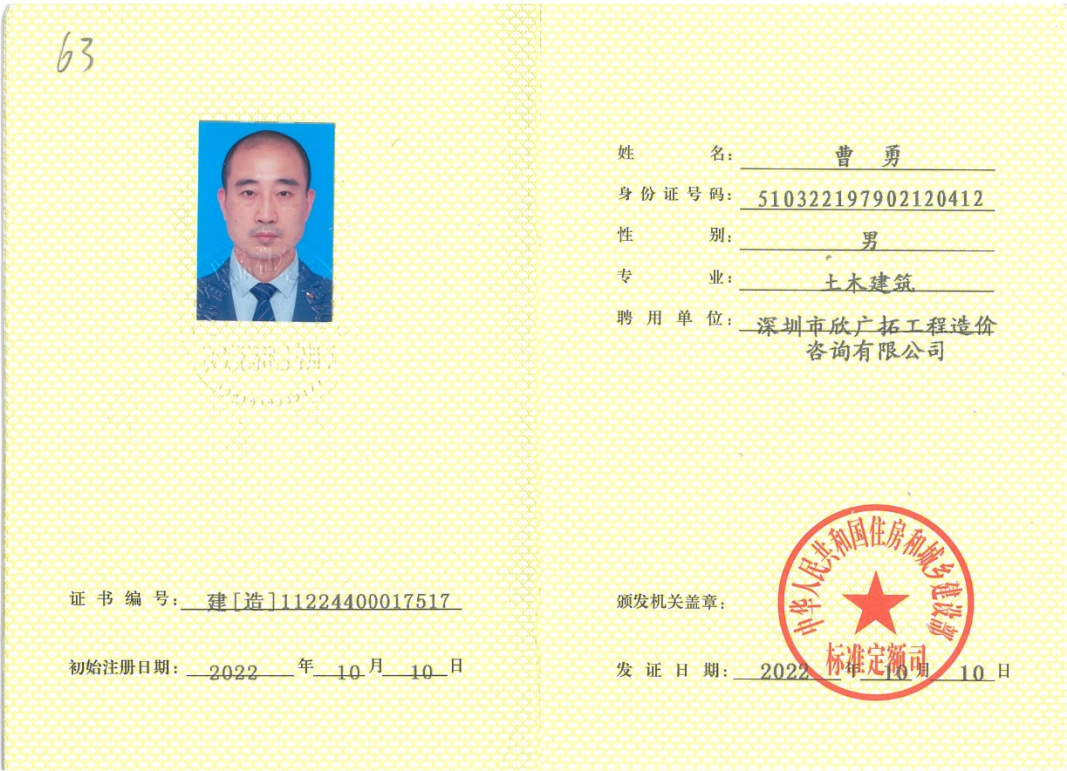 63
姓 名：曹 勇
身份证号码：510322197902120412
性 别：男
专 业：土木建筑
聘用单位：深圳市欣广拓工程造价
咨询有限公司
证书编号：建[造]11224400017517
初始注册日期：2022 年 10 月 10 日
颁发机关盖章：
中华人民共和国住房和城乡建设部
标准定额司
发证日期：2022 年 10 月 10 日